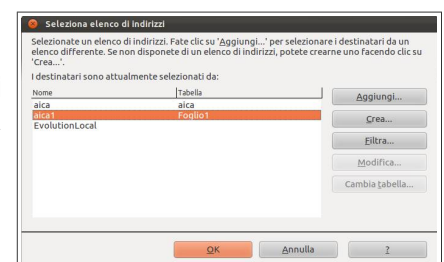 Seleziona elenco di indirizzi
Selezionate un elenco di indirizzi. Fate clic su 'Aggiungi...' per selezionare i destinatari da un
elenco differente. Se non disponete di un elenco di indirizzi, potete crearne uno facendo clic su
'Crea...'.
I destinatari sono attualmente selezionati da:
Nome Tabella
aica aica
aica1 Foglio1
EvolutionLocal
Aggiungi...
Crea...
Filtra...
Modifica...
Cambia tabella...
OK Annulla ?